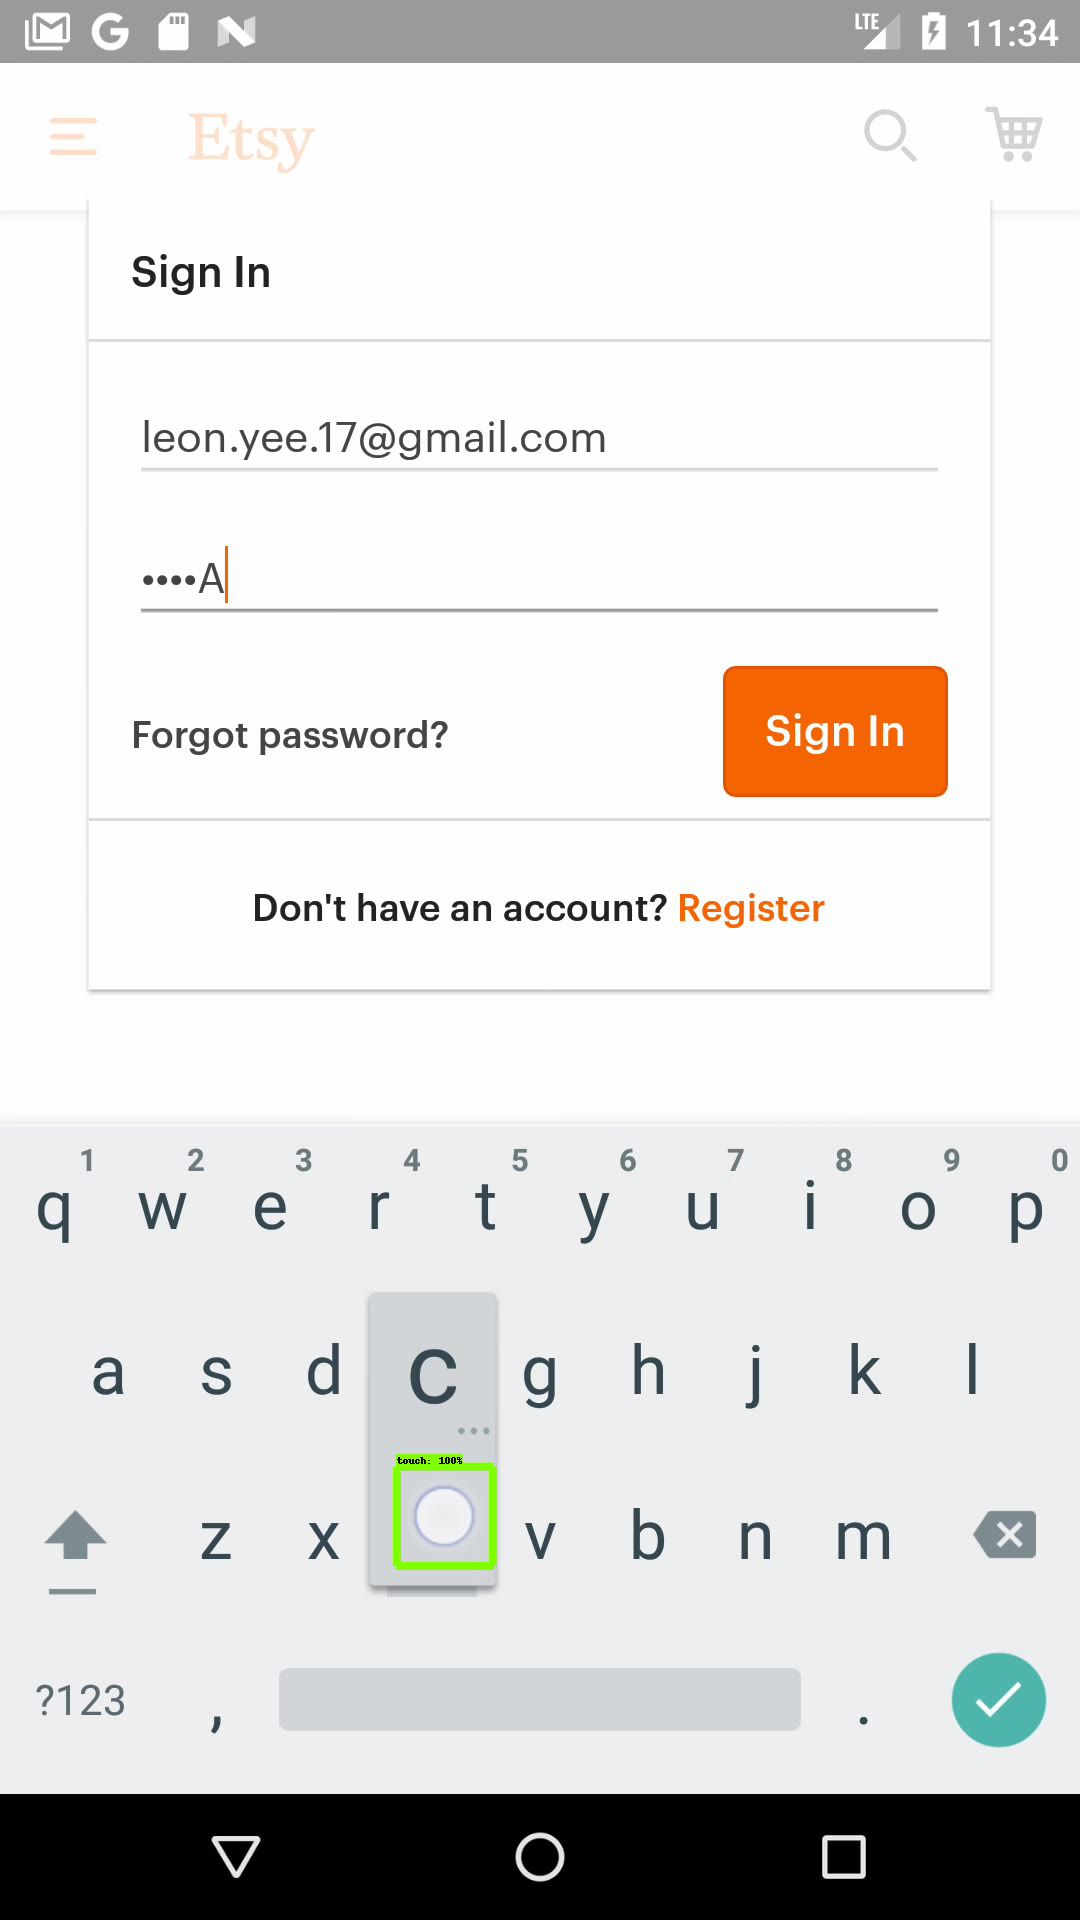 LTE 11:34
Etsy
Sign In
leon.yee.17@gmail.com
••••A
Forgot password?
Sign In
Don't have an account? Register
1 2 3 4 5 6 7 8 9 0
q w e r t y u i o p
a s d c g h j k l
touch: 100%
z x v b n m
?123 , .